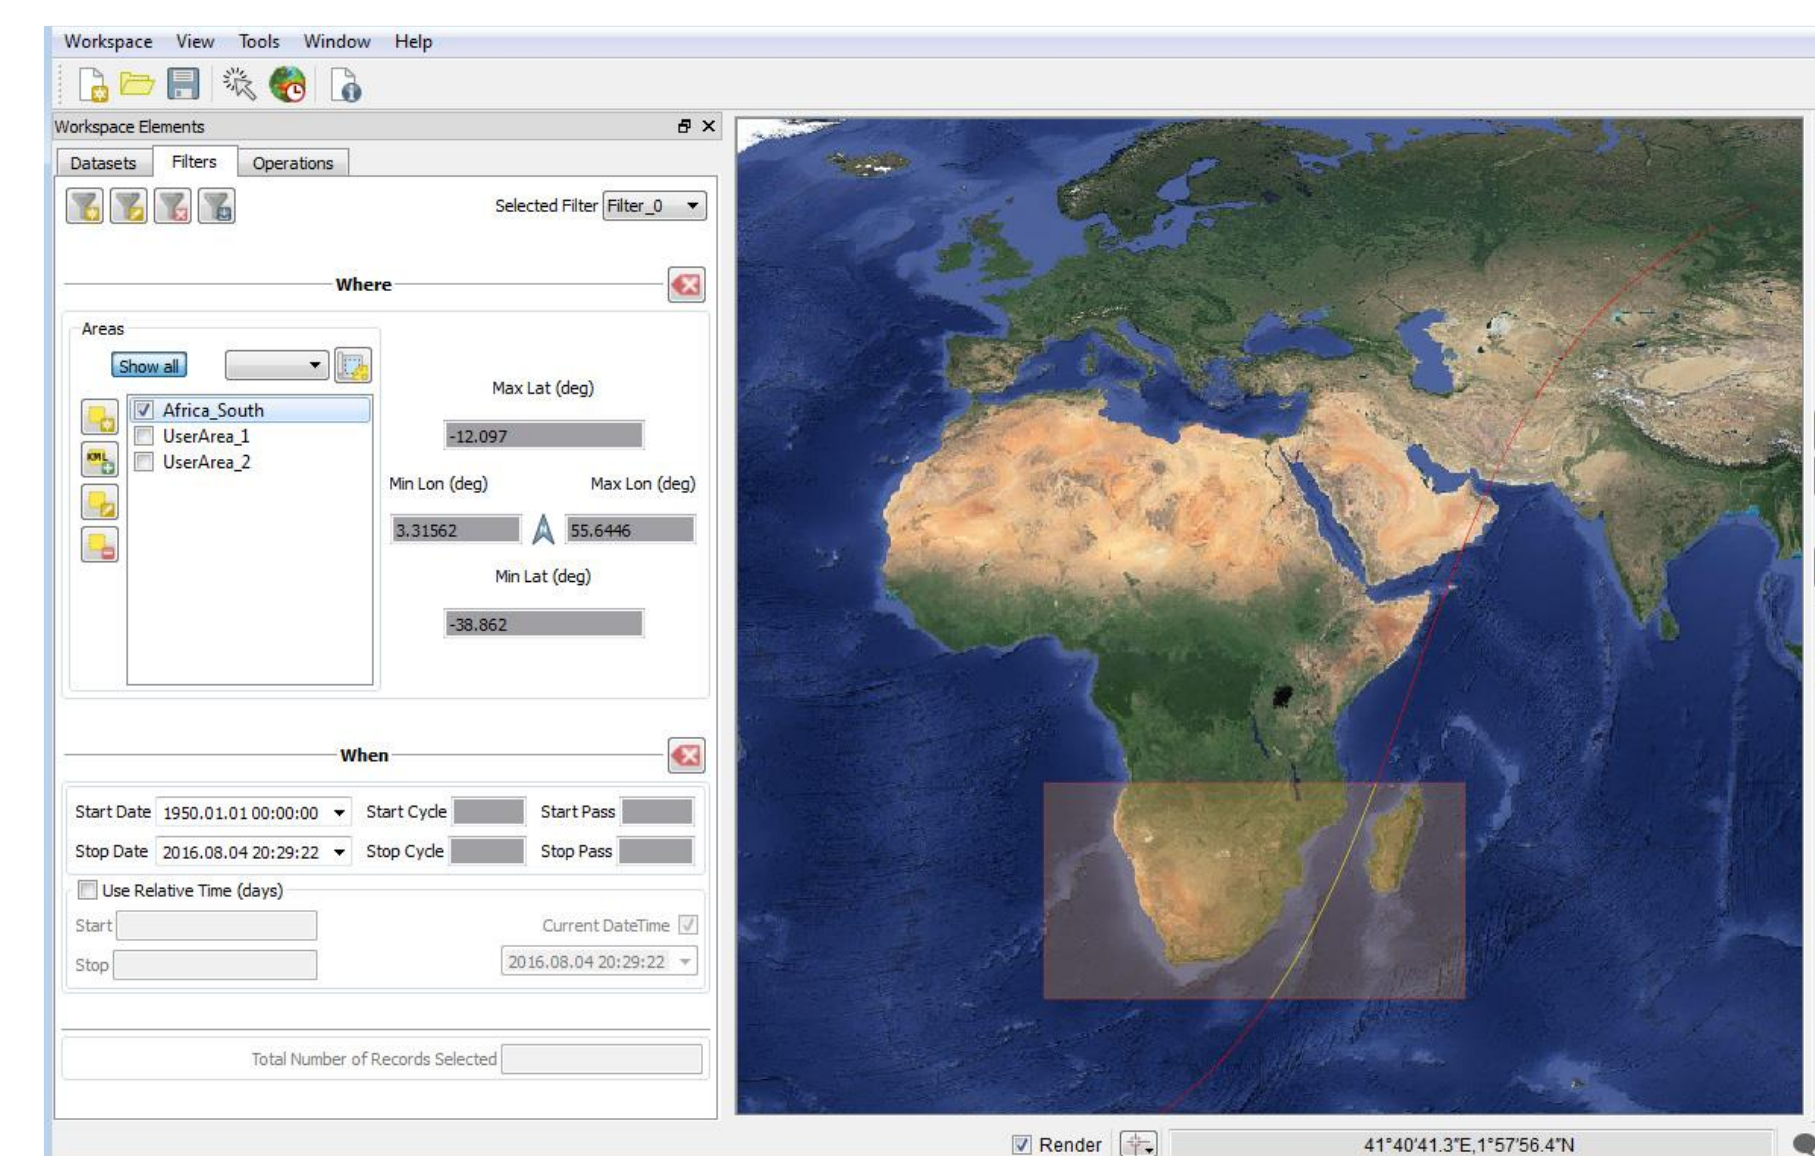 Workspace View Tools Window Help
Workspace Elements
Datasets Filters Operations
Selected Filter Filter_0
Where
Areas
Show all
Max Lat (deg)
Africa_South
-12.097
UserArea_1
KML
UserArea_2
Min Lon (deg) Max Lon (deg)
3.31562 N 55.6446
Min Lat (deg)
-38.862
When
Start Date 1950.01.01 00:00:00 Start Cycle Start Pass
Stop Date 2016.08.04 20:29:22 Stop Cycle Stop Pass
Use Relative Time (days)
Start Current DateTime
Stop 2016.08.04 20:29:22
Total Number of Records Selected
Render 41°40'41.3"E,1°57'56.4"N